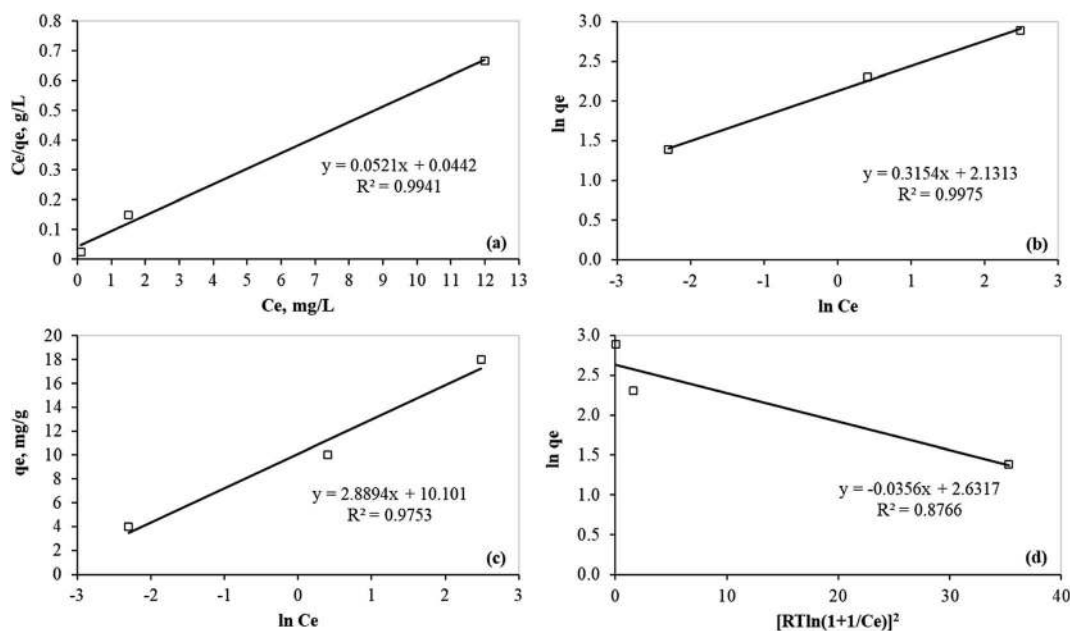 0.8
0.7
0.6
0.5
0.4
0.3
0.2
0.1
0
Ce/qe, g/L
y = 0.0521x + 0.0442
R² = 0.9941
(a)
0 1 2 3 4 5 6 7 8 9 10 11 12 13
Ce, mg/L
3.0
2.5
2.0
1.5
1.0
0.5
0.0
ln qe
y = 0.3154x + 2.1313
R² = 0.9975
(b)
-3 -2 -1 0 1 2 3
ln Ce
20
18
16
14
12
10
8
6
4
2
0
qe, mg/g
y = 2.8894x + 10.101
R² = 0.9753
(c)
-3 -2 -1 0 1 2 3
ln Ce
3.0
2.5
2.0
1.5
1.0
0.5
0.0
ln qe
y = -0.0356x + 2.6317
R² = 0.8766
(d)
0 10 20 30 40
[RTln(1+1/Ce)]²